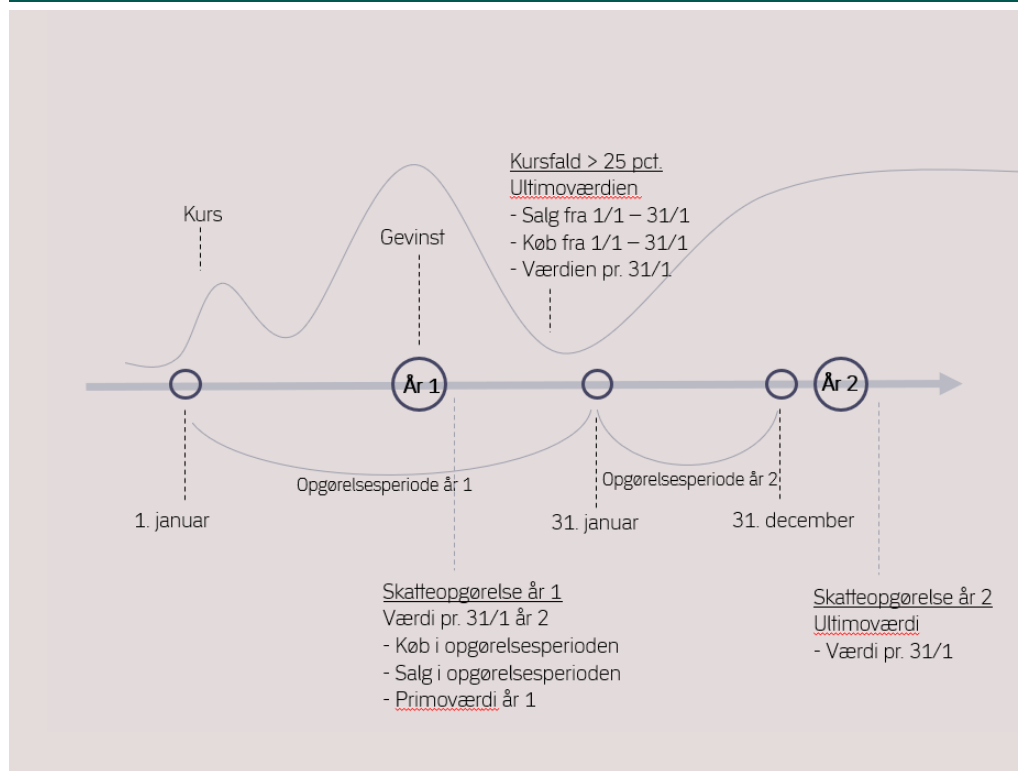 Kursfald > 25 pct.
Ultimoværdien
- Salg fra 1/1 – 31/1
- Køb fra 1/1 – 31/1
- Værdien pr. 31/1
Kurs
Gevinst
År 1
År 2
Opgørelsesperiode år 1
Opgørelsesperiode år 2
1. januar
31. januar
31. december
Skatteopgørelse år 1
Værdi pr. 31/1 år 2
- Køb i opgørelsesperioden
- Salg i opgørelsesperioden
- Primoværdi år 1
Skatteopgørelse år 2
Ultimoværdi
- Værdi pr. 31/1